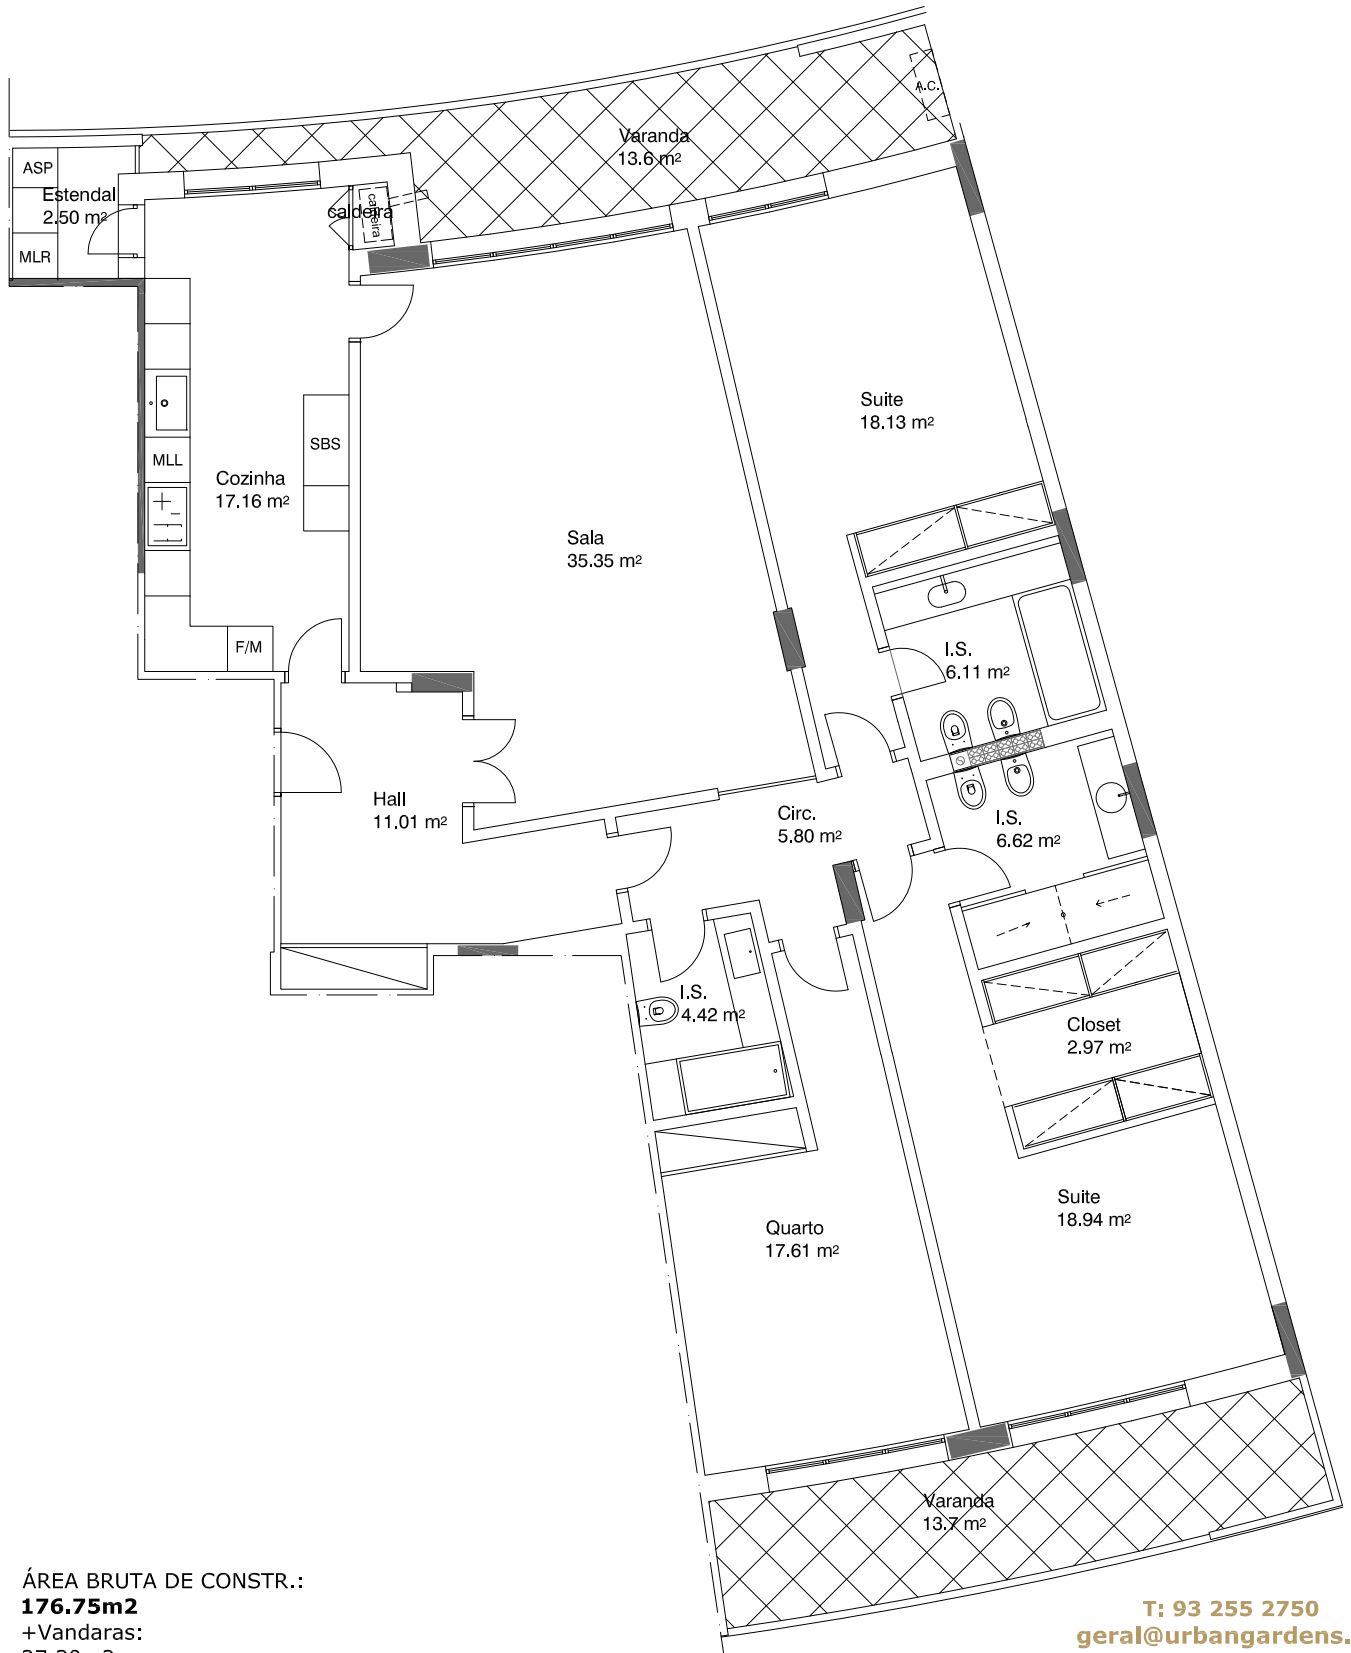 A.C.
Varanda
13.6 m²
ASP
Estendal
2.50 m²
MLR
caldeira
caldeira
Suite
18.13 m²
SBS
MLL
Cozinha
17.16 m²
Sala
35.35 m²
F/M
I.S.
6.11 m²
Hall
11.01 m²
Circ.
5.80 m²
I.S.
6.62 m²
I.S.
4.42 m²
Closet
2.97 m²
Suite
18.94 m²
Quarto
17.61 m²
Varanda
13.7 m²
ÁREA BRUTA DE CONSTR.:
176.75m2
+Vandaras:
T: 93 255 2750
geral@urbangardens.